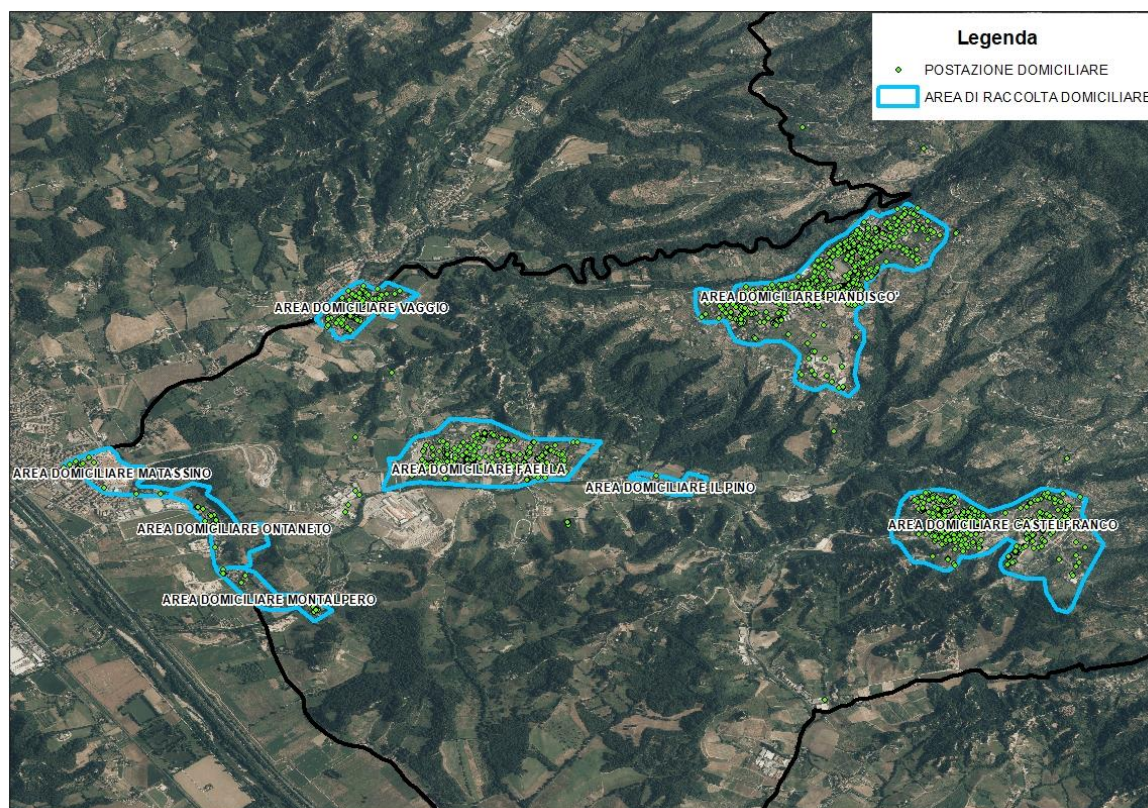 Legenda
POSTAZIONE DOMICILIARE
AREA DI RACCOLTA DOMICILIARE
AREA DOMICILIARE VAGGIO
AREA DOMICILIARE PIANDISCO'
AREA DOMICILIARE MATASSINO
AREA DOMICILIARE FAELLA
AREA DOMICILIARE IL PINO
AREA DOMICILIARE ONTANETO
AREA DOMICILIARE CASTELFRANCO
AREA DOMICILIARE MONTALPERO